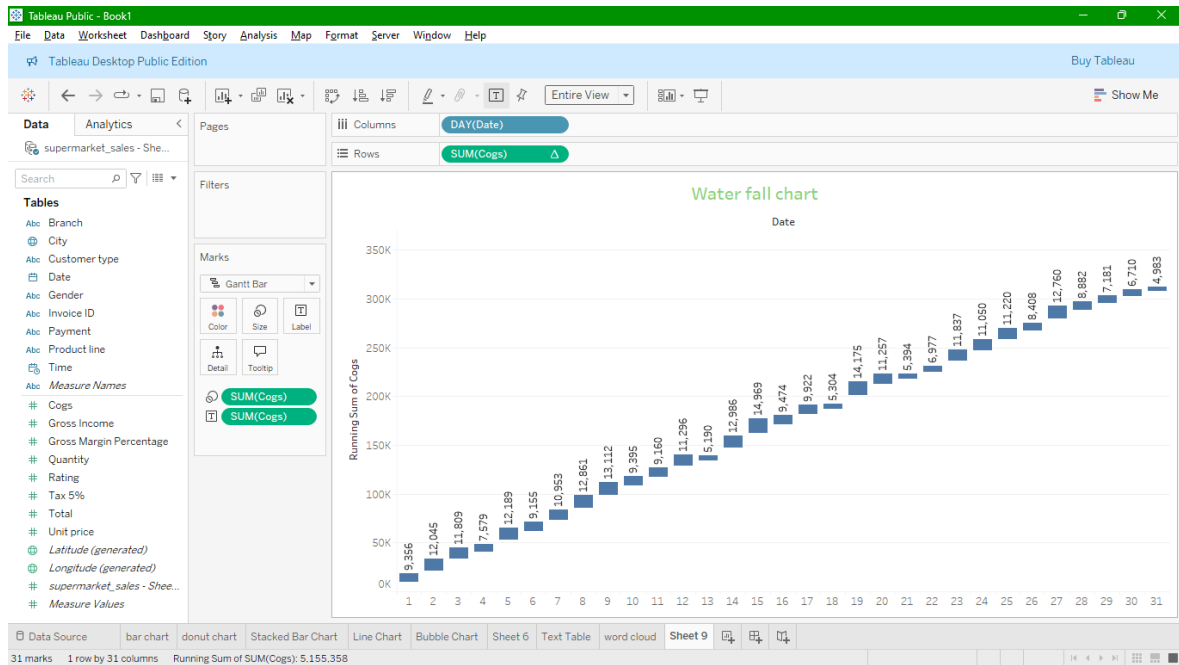 Tableau Public - Book1
File Data Worksheet Dashboard Story Analysis Map Format Server Window Help
Tableau Desktop Public Edition Buy Tableau
Entire View Show Me
Data Analytics Pages Columns DAY(Date)
supermarket_sales - She... Rows SUM(Cogs)
Search Filters
Water fall chart
Tables
Date
Abc Branch
City
Abc Customer type
Date
Abc Gender
Abc Invoice ID
Abc Payment
Abc Product line
Time
Abc Measure Names
Cogs
Gross Income
Gross Margin Percentage
Quantity
Rating
Tax 5%
Total
Unit price
Latitude (generated)
Longitude (generated)
supermarket_sales - Shee...
Measure Values
Marks
Gantt Bar
Color Size Label
Detail Tooltip
SUM(Cogs)
SUM(Cogs)
Running Sum of Cogs
350K
300K
250K
200K
150K
100K
50K
0K
9,356 12,045 11,809 7,579 12,189 9,155 10,953 12,861 13,112 9,395 9,160 11,296 5,190 12,986 14,969 9,474 9,922 5,304 14,175 11,257 5,394 6,977 11,837 11,050 11,220 8,408 12,760 8,882 7,181 6,710 4,983
1 2 3 4 5 6 7 8 9 10 11 12 13 14 15 16 17 18 19 20 21 22 23 24 25 26 27 28 29 30 31
Data Source bar chart donut chart Stacked Bar Chart Line Chart Bubble Chart Sheet 6 Text Table word cloud Sheet 9
31 marks 1 row by 31 columns Running Sum of SUM(Cogs): 5,155,358